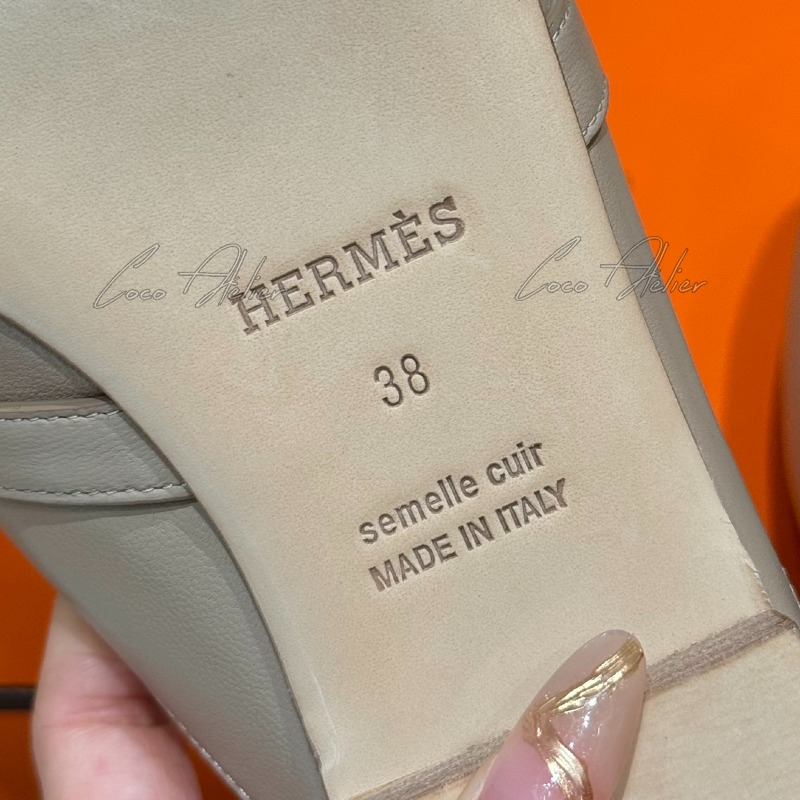 HERMÈS
Coco Atelier
Coco Atelier
38
semelle cuir
MADE IN ITALY